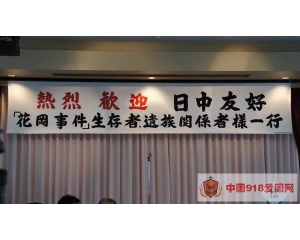 熱烈 歓迎 日中友好
「花岡事件」生存者、遺族関係者様一行
中国918爱国网